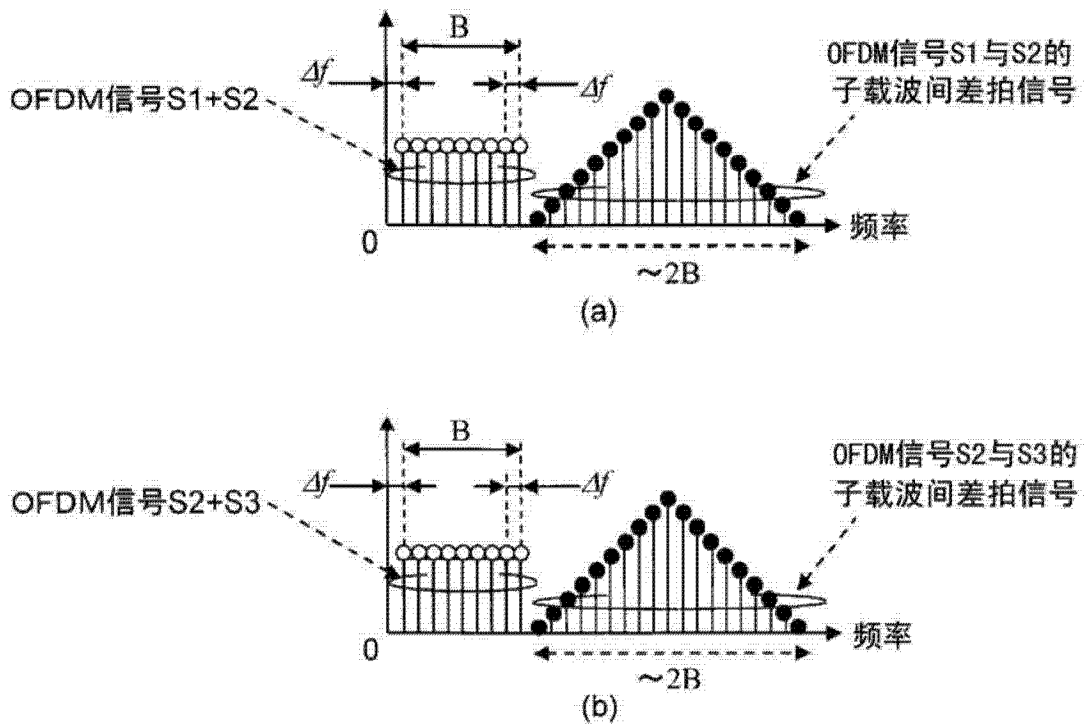 B
Δf
Δf
OFDM信号S1+S2
OFDM信号S1与S2的
子载波间差拍信号
0
频率
~2B
(a)
B
Δf
Δf
OFDM信号S2+S3
OFDM信号S2与S3的
子载波间差拍信号
0
频率
~2B
(b)